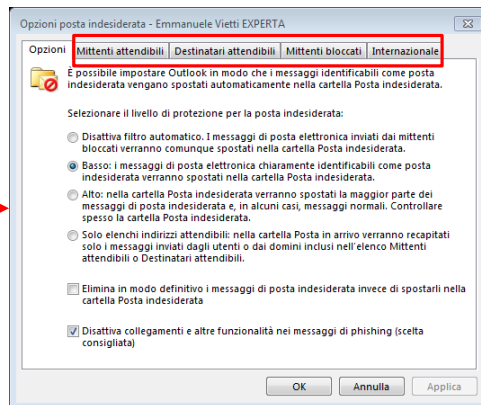 Opzioni posta indesiderata - Emmanuele Vietti EXPERTA
Opzioni Mittenti attendibili Destinatari attendibili Mittenti bloccati Internazionale
È possibile impostare Outlook in modo che i messaggi identificabili come posta
indesiderata vengano spostati automaticamente nella cartella Posta indesiderata.
Selezionare il livello di protezione per la posta indesiderata:
Disattiva filtro automatico. I messaggi di posta elettronica inviati dai mittenti
bloccati verranno comunque spostati nella cartella Posta indesiderata.
Basso: i messaggi di posta elettronica chiaramente identificabili come posta
indesiderata verranno spostati nella cartella Posta indesiderata.
Alto: nella cartella Posta indesiderata verranno spostati la maggior parte dei
messaggi di posta indesiderata e, in alcuni casi, messaggi normali. Controllare
spesso la cartella Posta indesiderata.
Solo elenchi indirizzi attendibili: nella cartella Posta in arrivo verranno recapitati
solo i messaggi inviati dagli utenti o dai domini inclusi nell'elenco Mittenti
attendibili o Destinatari attendibili.
Elimina in modo definitivo i messaggi di posta indesiderata invece di spostarli nella
cartella Posta indesiderata
Disattiva collegamenti e altre funzionalità nei messaggi di phishing (scelta
consigliata)
OK Annulla Applica